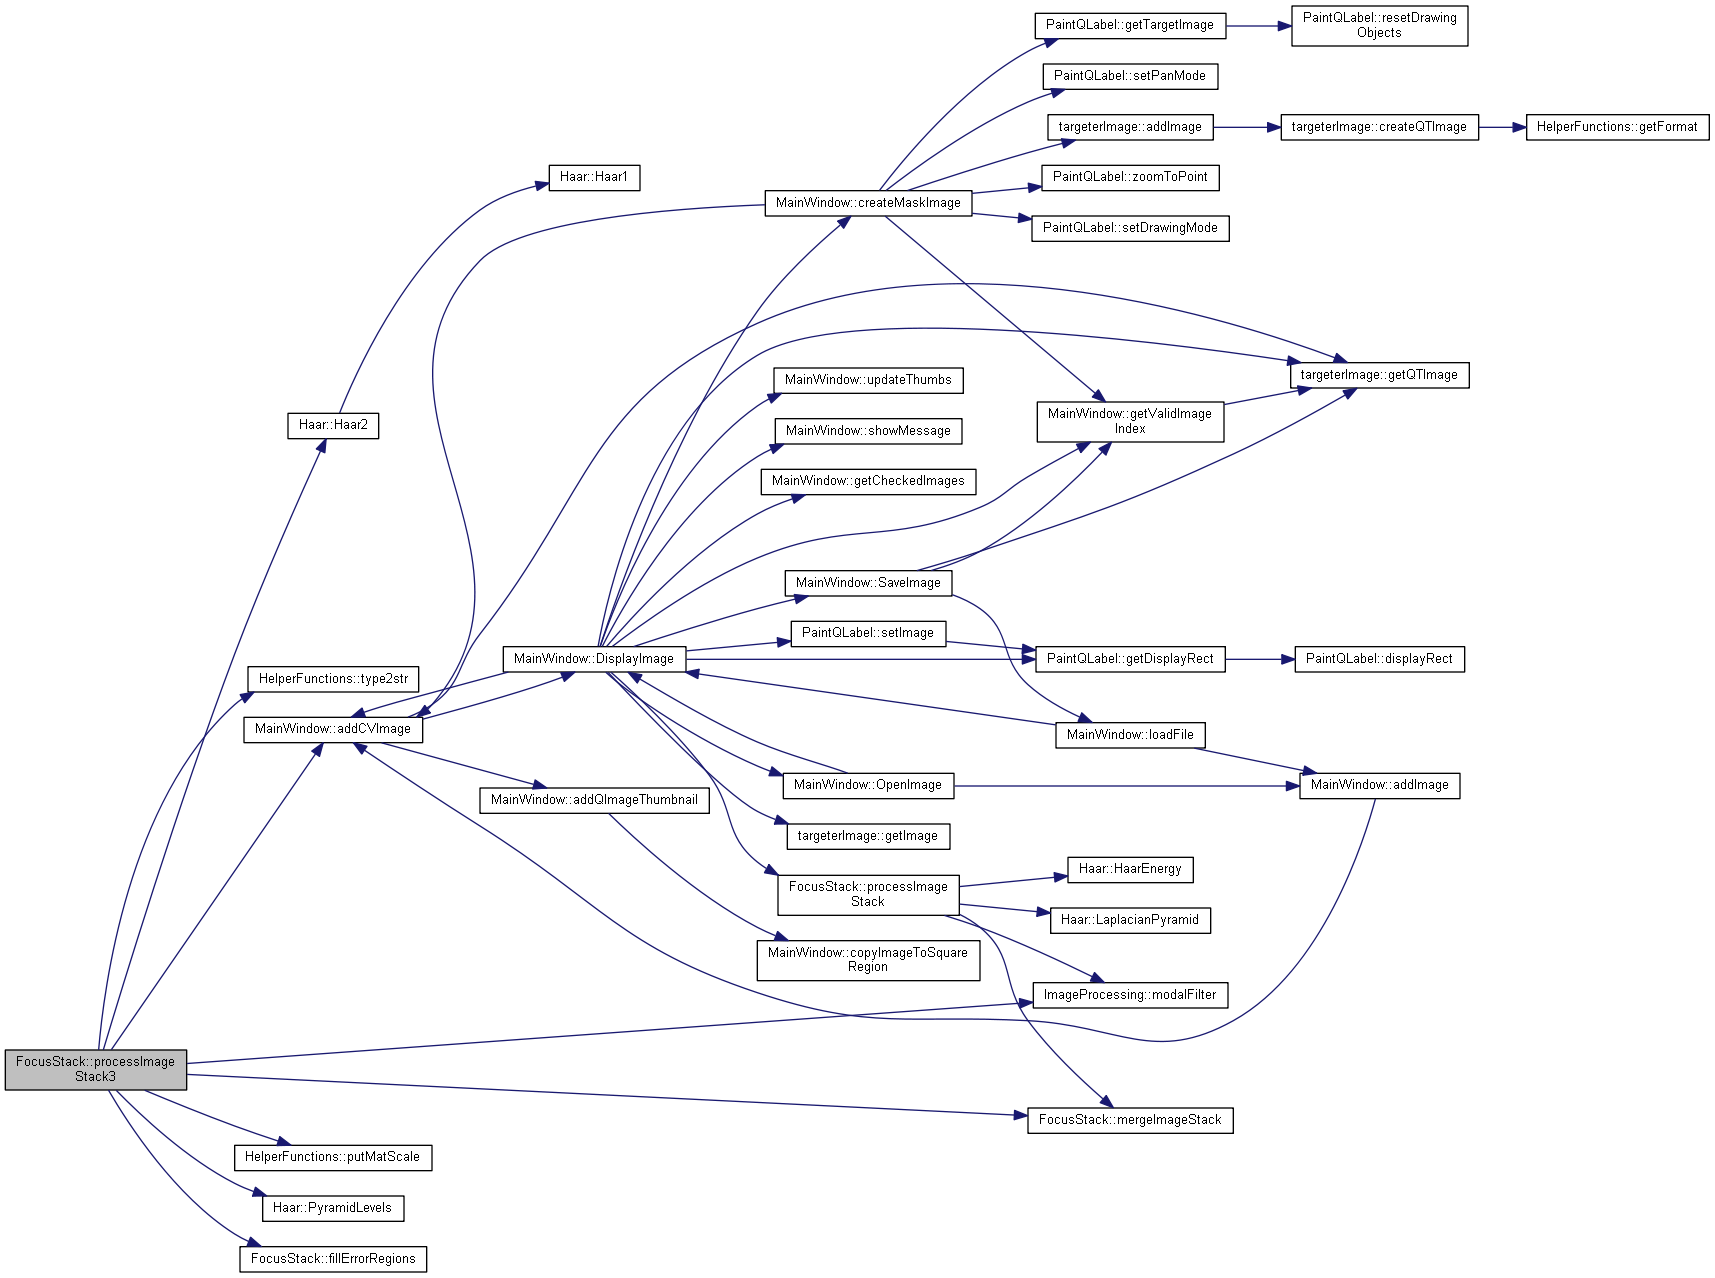 PaintQLabel::getTargetImage
PaintQLabel::resetDrawing
Objects
PaintQLabel::setPanMode
targeterImage::addImage
targeterImage::createQTImage
HelperFunctions::getFormat
Haar::Haar1
PaintQLabel::zoomToPoint
MainWindow::createMaskImage
PaintQLabel::setDrawingMode
targeterImage::getQTImage
MainWindow::updateThumbs
MainWindow::getValidImage
Index
Haar::Haar2
MainWindow::showMessage
MainWindow::getCheckedImages
MainWindow::SaveImage
PaintQLabel::setImage
MainWindow::DisplayImage
PaintQLabel::getDisplayRect
PaintQLabel::displayRect
HelperFunctions::type2str
MainWindow::addCVImage
MainWindow::loadFile
MainWindow::OpenImage
MainWindow::addImage
MainWindow::addQImageThumbnail
targeterImage::getImage
Haar::HaarEnergy
FocusStack::processImage
Stack
Haar::LaplacianPyramid
MainWindow::copyImageToSquare
Region
ImageProcessing::modalFilter
FocusStack::processImage
Stack3
FocusStack::mergeImageStack
HelperFunctions::putMatScale
Haar::PyramidLevels
FocusStack::fillErrorRegions